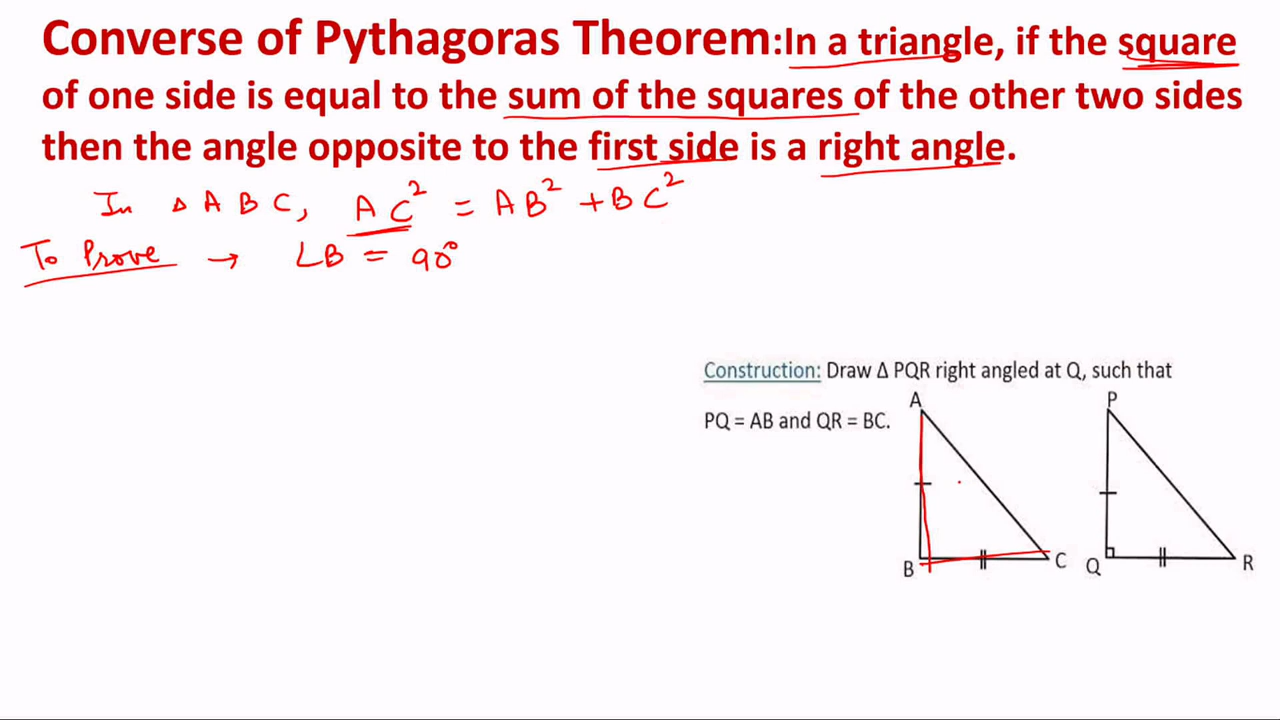 Converse of Pythagoras Theorem:In a triangle, if the square
of one side is equal to the sum of the squares of the other two sides
then the angle opposite to the first side is a right angle.
In Δ A B C, AC² = AB² + BC²
To Prove → ∠B = 90°
Construction: Draw Δ PQR right angled at Q, such that
PQ = AB and QR = BC.
A
P
B
C
Q
R